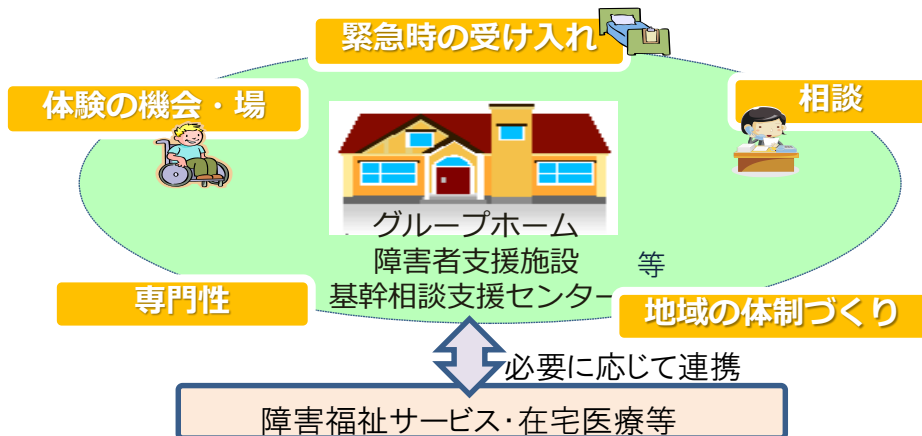 緊急時の受け入れ
体験の機会・場
相談
グループホーム
障害者支援施設
等
基幹相談支援センター
専門性
地域の体制づくり
必要に応じて連携
障害福祉サービス・在宅医療等